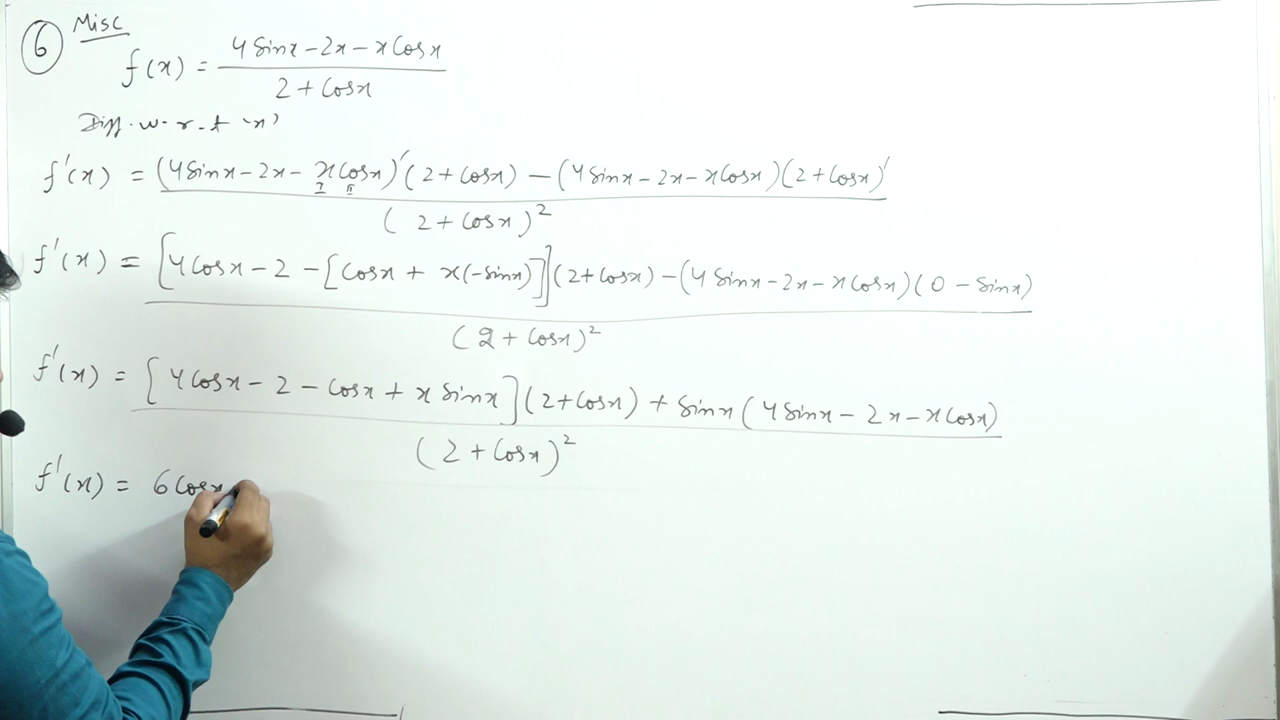 6 Misc
f(x) = (4 Sinx - 2x - x Cosx) / (2 + Cosx)
Diff. w. r. t 'x'
f'(x) = [(4 Sinx - 2x - x Cosx)' (2 + Cosx) - (4 Sinx - 2x - x Cosx)(2 + Cosx)'] / (2 + Cosx)²
I II
f'(x) = [4 Cosx - 2 - [Cosx + x(-Sinx)]](2 + Cosx) - (4 Sinx - 2x - x Cosx)(0 - Sinx) / (2 + Cosx)²
f'(x) = [4 Cosx - 2 - Cosx + x Sinx](2 + Cosx) + Sinx (4 Sinx - 2x - x Cosx) / (2 + Cosx)²
f'(x) = 6 Cosx